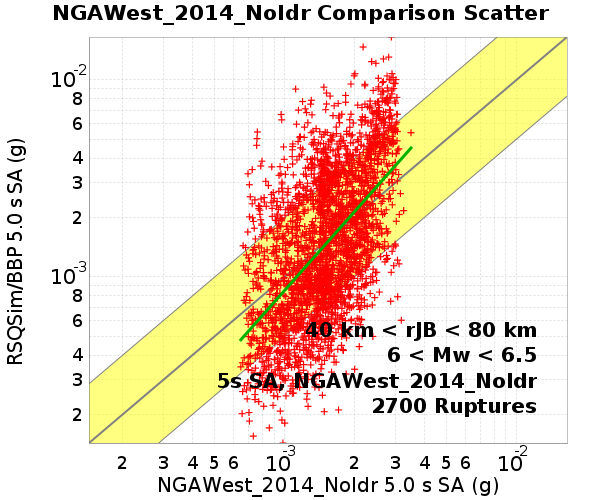 NGAWest_2014_NoIdr Comparison Scatter
RSQSim/BBP 5.0 s SA (g)
10-2
8
6
4
3
2
10-3
8
6
4
3
2
40 km < rJB < 80 km
6 < Mw < 6.5
5s SA, NGAWest_2014_NoIdr
2700 Ruptures
2 3 4 5 6 10-3 2 3 4 5 6 10-2
NGAWest_2014_NoIdr 5.0 s SA (g)